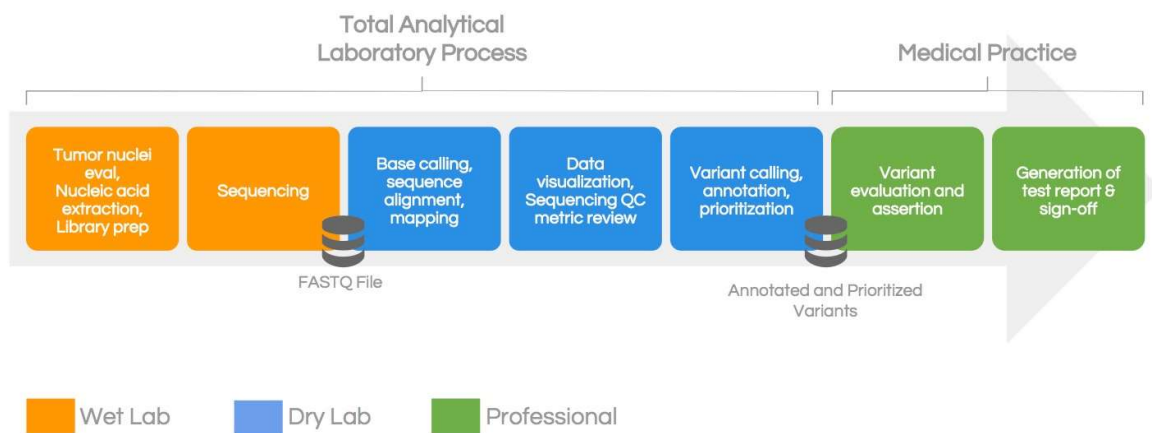 Total Analytical
Laboratory Process
Medical Practice
Tumor nuclei
eval,
Nucleic acid
extraction,
Library prep
Sequencing
Base calling,
sequence
alignment,
mapping
Data
visualization,
Sequencing QC
metric review
Variant calling,
annotation,
prioritization
Variant
evaluation and
assertion
Generation of
test report &
sign-off
FASTQ File
Annotated and Prioritized
Variants
Wet Lab
Dry Lab
Professional